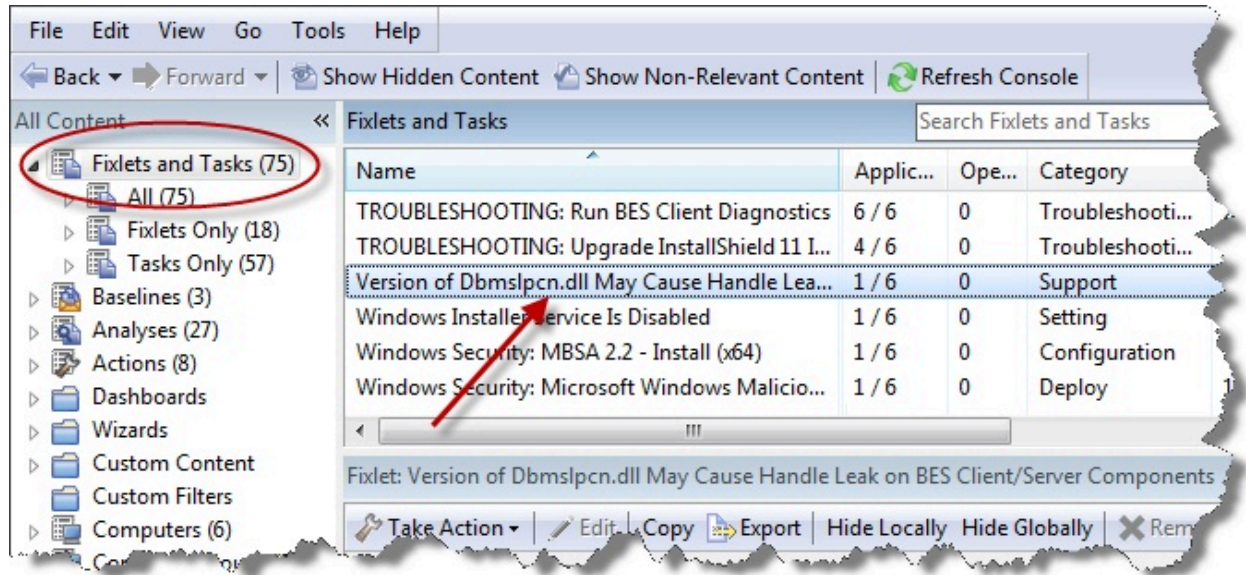 File Edit View Go Tools Help
Back Forward Show Hidden Content Show Non-Relevant Content Refresh Console
All Content « Fixlets and Tasks Search Fixlets and Tasks
Fixlets and Tasks (75)
All (75)
Fixlets Only (18)
Tasks Only (57)
Baselines (3)
Analyses (27)
Actions (8)
Dashboards
Wizards
Custom Content
Custom Filters
Computers (6)
Name Applic... Ope... Category
TROUBLESHOOTING: Run BES Client Diagnostics 6 / 6 0 Troubleshooti...
TROUBLESHOOTING: Upgrade InstallShield 11 I... 4 / 6 0 Troubleshooti...
Version of Dbmslpcn.dll May Cause Handle Lea... 1 / 6 0 Support
Windows Installer Service Is Disabled 1 / 6 0 Setting
Windows Security: MBSA 2.2 - Install (x64) 1 / 6 0 Configuration
Windows Security: Microsoft Windows Malicio... 1 / 6 0 Deploy 1
Fixlet: Version of Dbmslpcn.dll May Cause Handle Leak on BES Client/Server Components
Take Action Edit Copy Export Hide Locally Hide Globally Rem